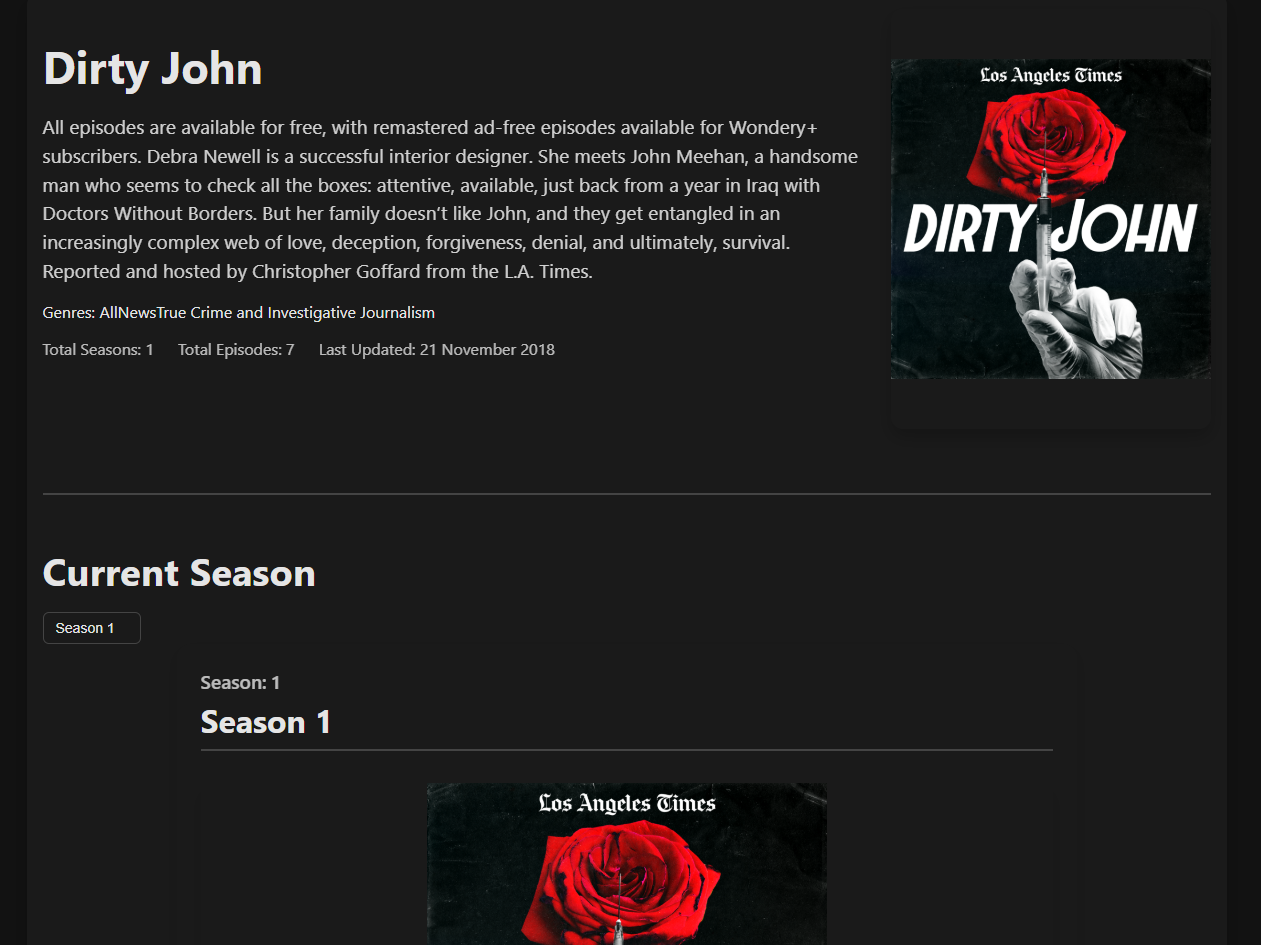 Dirty John
All episodes are available for free, with remastered ad-free episodes available for Wondery+
subscribers. Debra Newell is a successful interior designer. She meets John Meehan, a handsome
man who seems to check all the boxes: attentive, available, just back from a year in Iraq with
Doctors Without Borders. But her family doesn’t like John, and they get entangled in an
increasingly complex web of love, deception, forgiveness, denial, and ultimately, survival.
Reported and hosted by Christopher Goffard from the L.A. Times.
Genres: AllNewsTrue Crime and Investigative Journalism
Total Seasons: 1 Total Episodes: 7 Last Updated: 21 November 2018
Los Angeles Times
DIRTY JOHN
Current Season
Season 1
Season: 1
Season 1
Los Angeles Times